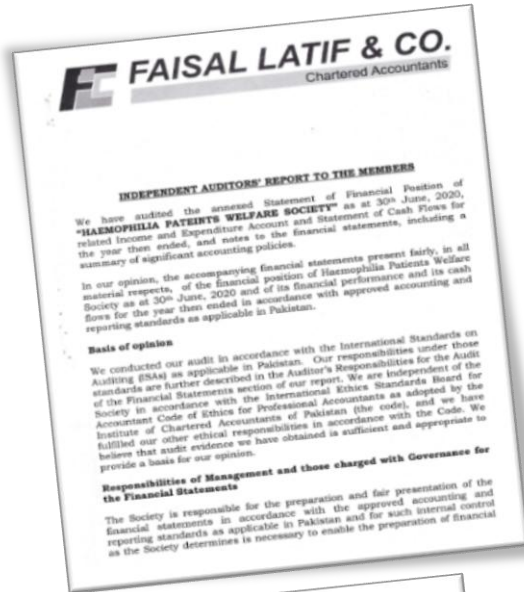 FAISAL LATIF & CO.
Chartered Accountants
INDEPENDENT AUDITORS' REPORT TO THE MEMBERS
We have audited the annexed Statement of Financial Position of
"HAEMOPHILIA PATEINTS WELFARE SOCIETY" as at 30th June, 2020,
related Income and Expenditure Account and Statement of Cash Flows for
the year then ended, and notes to the financial statements, including a
summary of significant accounting policies.
In our opinion, the accompanying financial statements present fairly, in all
material respects, of the financial position of Haemophilia Patients Welfare
Society as at 30th June, 2020 and of its financial performance and its cash
flows for the year then ended in accordance with approved accounting and
reporting standards as applicable in Pakistan.
Basis of opinion
We conducted our audit in accordance with the International Standards on
Auditing (ISAs) as applicable in Pakistan. Our responsibilities under those
standards are further described in the Auditor's Responsibilities for the Audit
of the Financial Statements section of our report. We are independent of the
Society in accordance with the International Ethics Standards Board for
Accountant Code of Ethics for Professional Accountants as adopted by the
Institute of Chartered Accountants of Pakistan (the code), and we have
fulfilled our other ethical responsibilities in accordance with the Code. We
believe that audit evidence we have obtained is sufficient and appropriate to
provide a basis for our opinion.
Responsibilities of Management and those charged with Governance for
the Financial Statements
The Society is responsible for the preparation and fair presentation of the
financial statements in accordance with the approved accounting and
reporting standards as applicable in Pakistan and for such internal control
as the Society determines is necessary to enable the preparation of financial